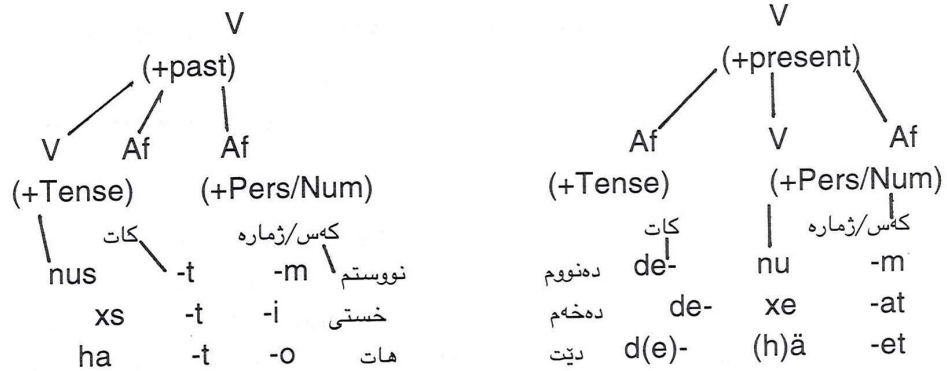 V
(+past)
V Af Af
(+Tense) (+Pers/Num)
کات کەس/ژمارە
nus -t -m نووستم
xs -t -i خستی
ha -t -o هات
V
(+present)
Af V Af
(+Tense) (+Pers/Num)
کات کەس/ژمارە
دەنووم de- nu -m
دەخەم de- xe -at
دێت d(e)- (h)ä -et